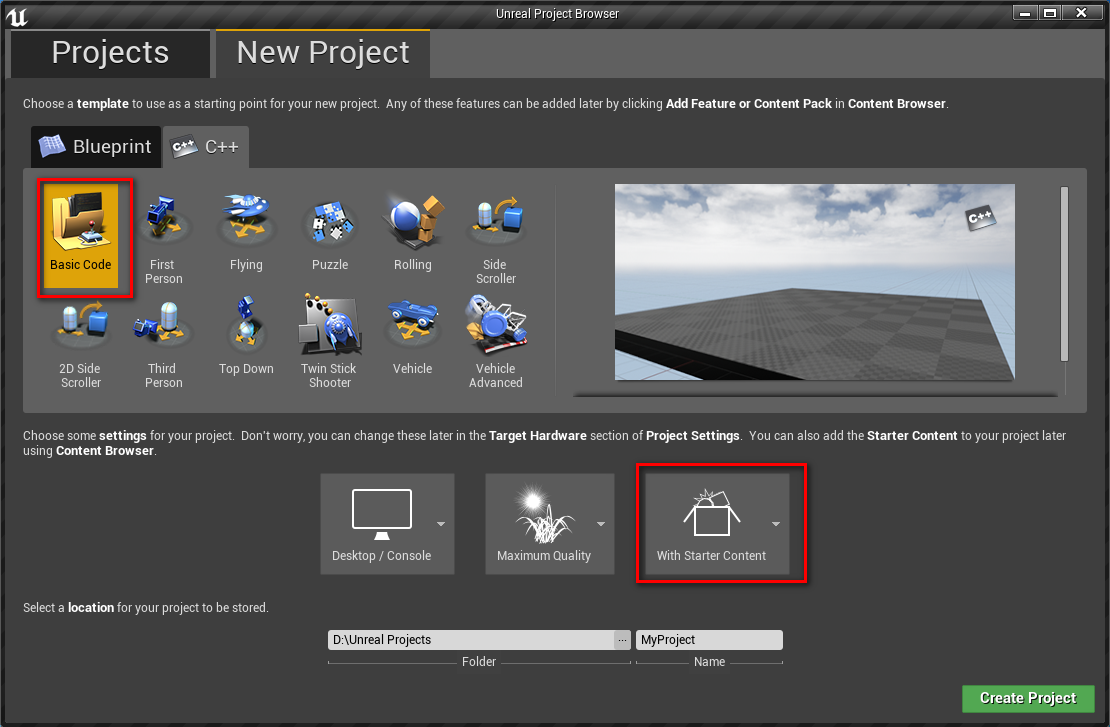 Unreal Project Browser
Projects
New Project
Choose a template to use as a starting point for your new project. Any of these features can be added later by clicking Add Feature or Content Pack in Content Browser.
Blueprint
C++
C++
Basic Code
First
Person
Flying
Puzzle
Rolling
Side
Scroller
C++
2D Side
Scroller
Third
Person
Top Down
Twin Stick
Shooter
Vehicle
Vehicle
Advanced
Choose some settings for your project. Don't worry, you can change these later in the Target Hardware section of Project Settings. You can also add the Starter Content to your project later
using Content Browser.
Desktop / Console
Maximum Quality
With Starter Content
Select a location for your project to be stored.
D:\Unreal Projects
...
MyProject
Folder
Name
Create Project